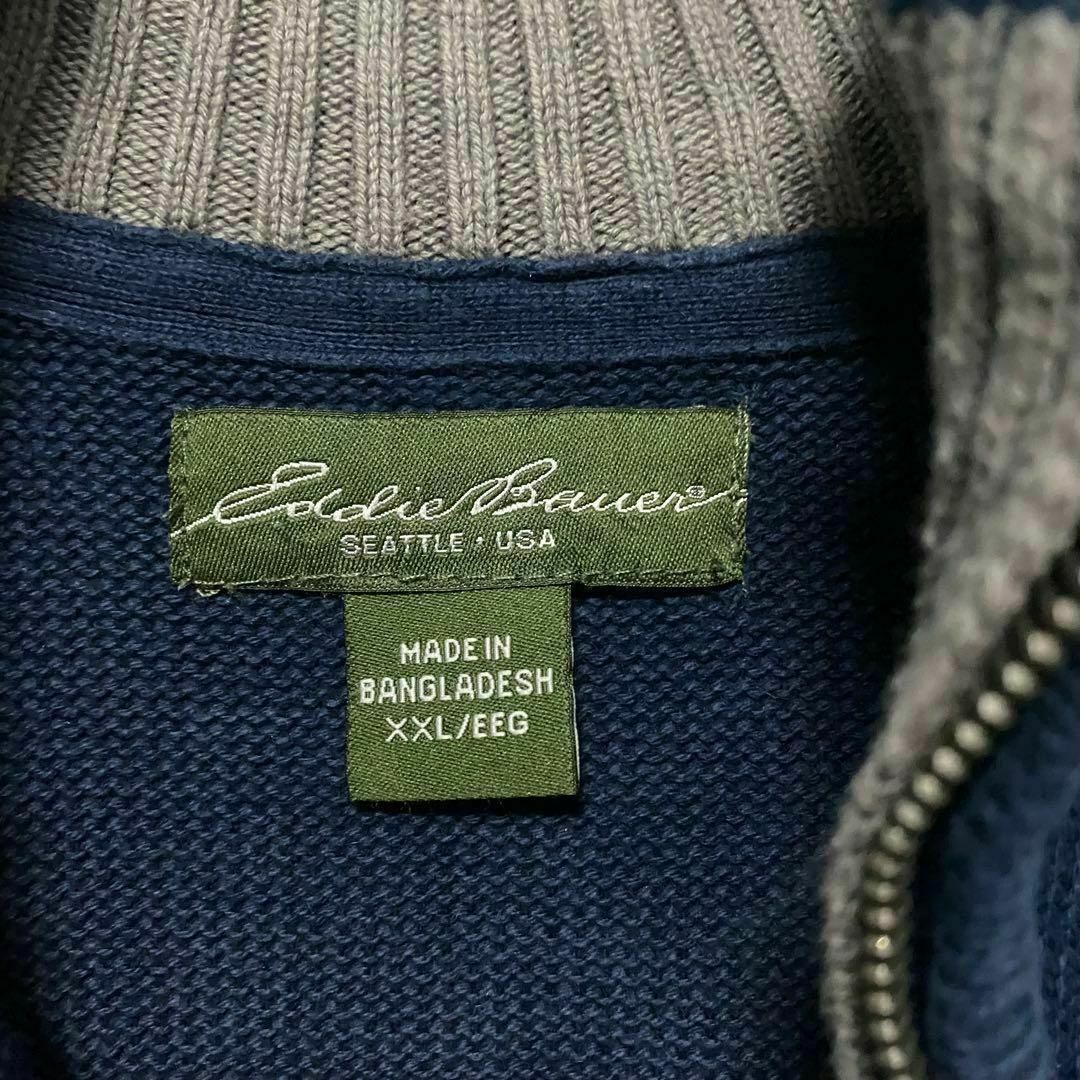 Eddie Bauer®
SEATTLE · USA
MADE IN
BANGLADESH
XXL/EEG